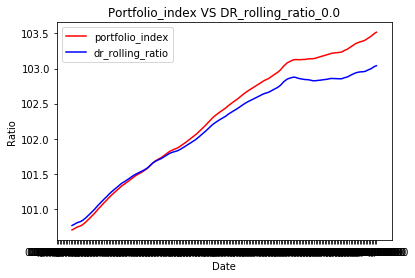 Portfolio_index VS DR_rolling_ratio_0.0
portfolio_index
dr_rolling_ratio
103.5
103.0
102.5
102.0
101.5
101.0
Ratio
Date